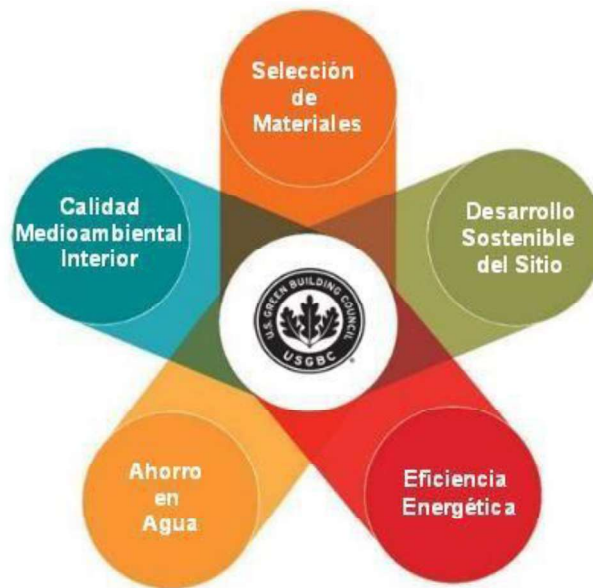 Selección
de
Materiales
Calidad
Medioambiental
Interior
Desarrollo
Sostenible
del Sitio
U.S. GREEN BUILDING COUNCIL
USGBC
®
Ahorro
en
Agua
Eficiencia
Energética